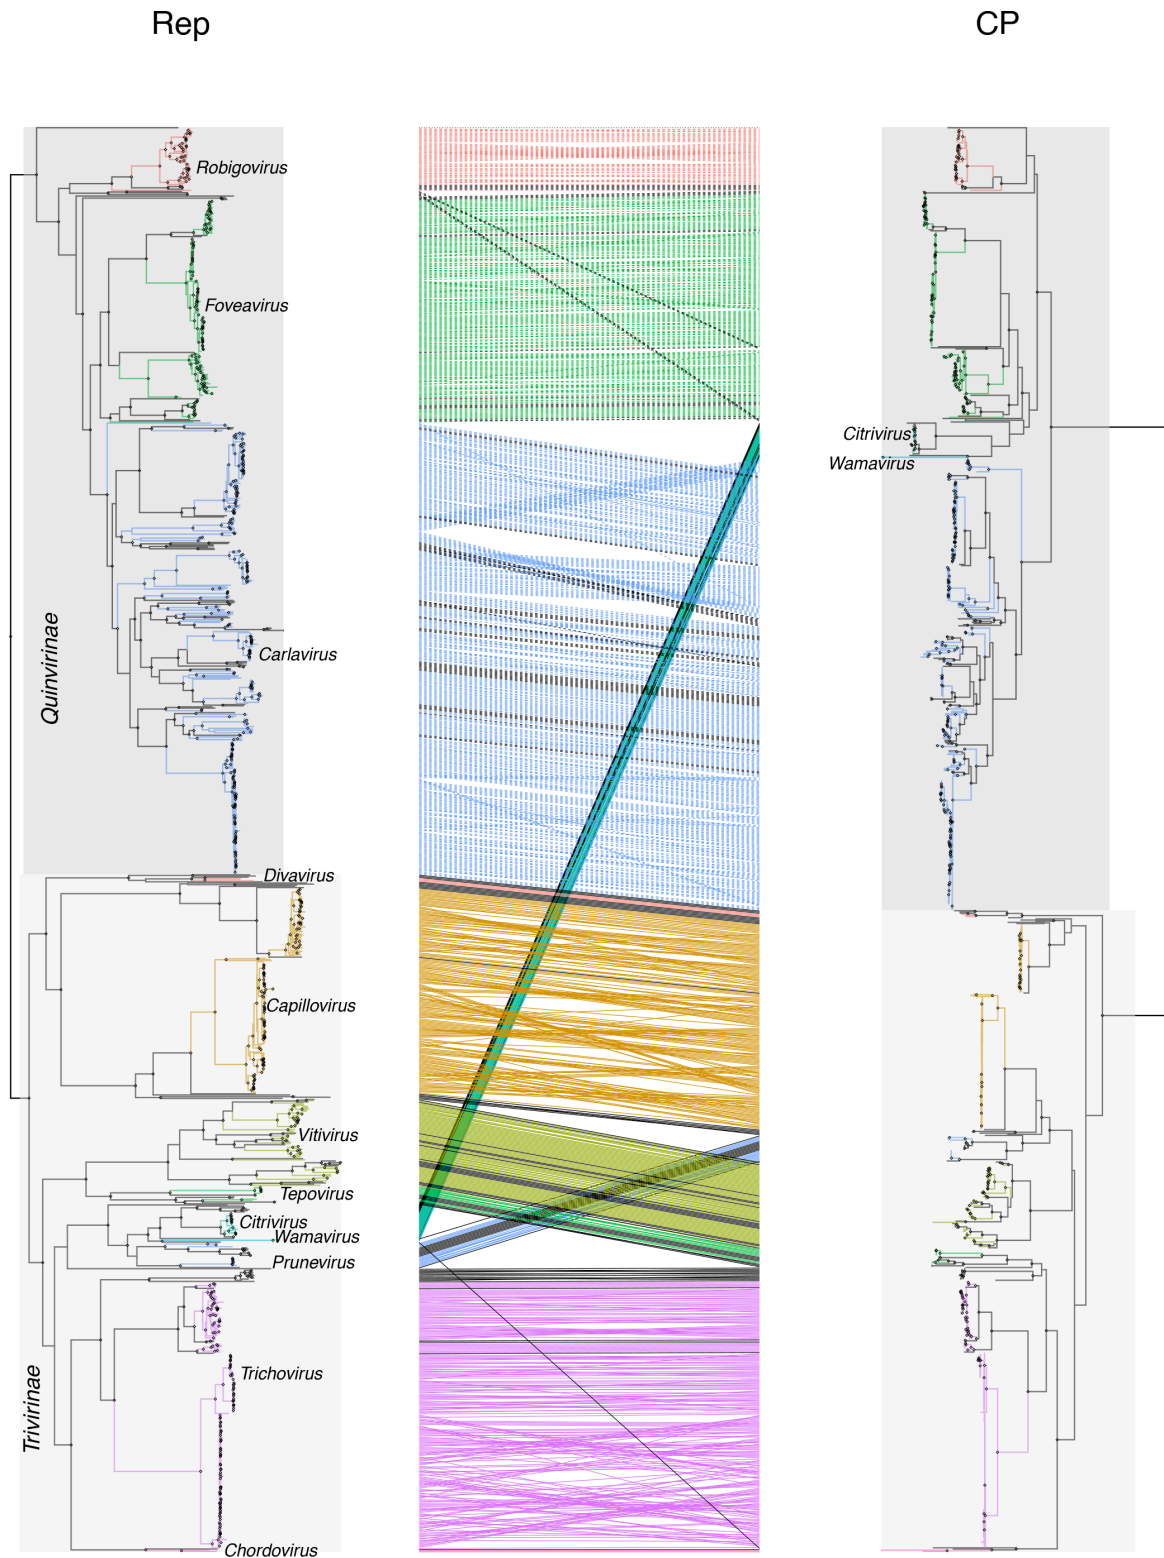 Rep
CP
Robigovirus
Foveavirus
Citrivirus
Wamavirus
Quinvirinae
Carlavirus
Divavirus
Capillovirus
Vitivirus
Tepovirus
Citrivirus
Wamavirus
Prunevirus
Trivirinae
Trichovirus
Chordovirus